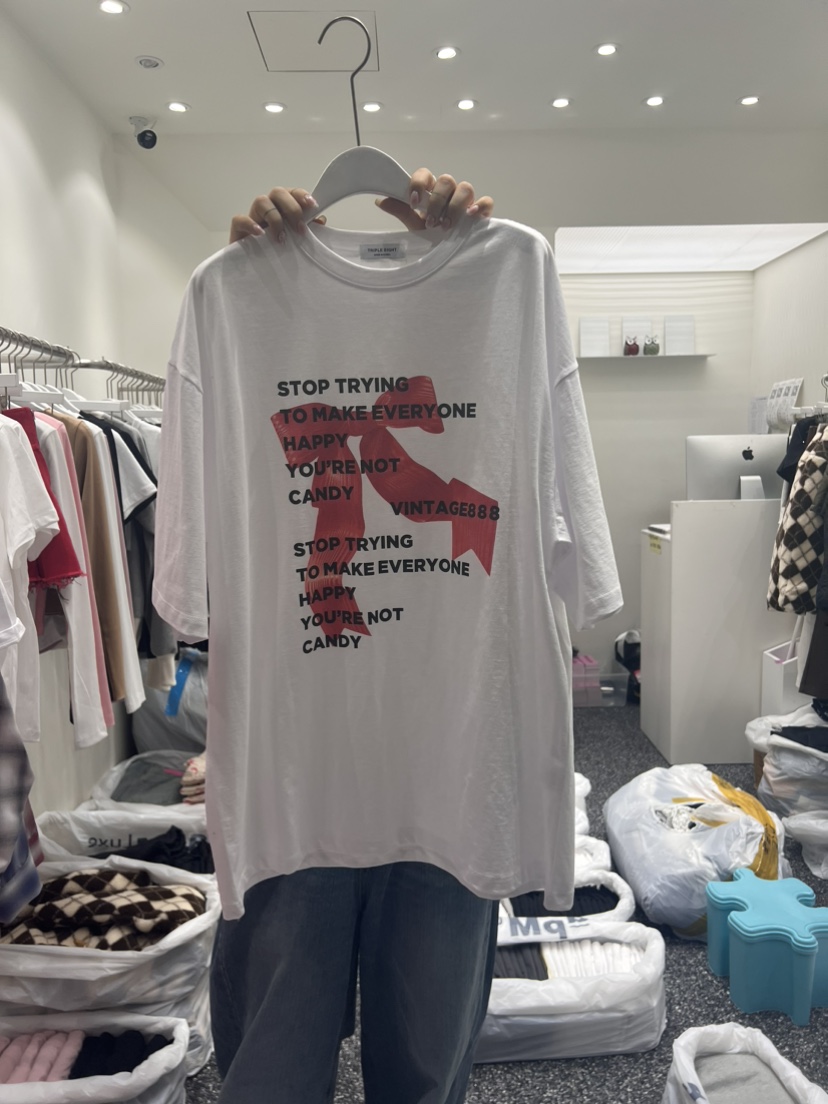 STOP TRYING
TO MAKE EVERYONE
HAPPY
YOU'RE NOT
CANDY
VINTAGE888
STOP TRYING
TO MAKE EVERYONE
HAPPY
YOU'RE NOT
CANDY